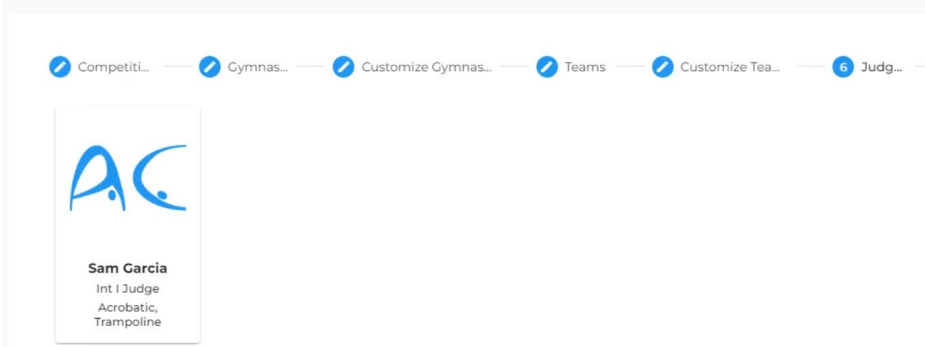 Competiti... Gymnas... Customize Gymnas... Teams Customize Tea... 6 Judg...
AC
Sam Garcia
Int I Judge
Acrobatic,
Trampoline